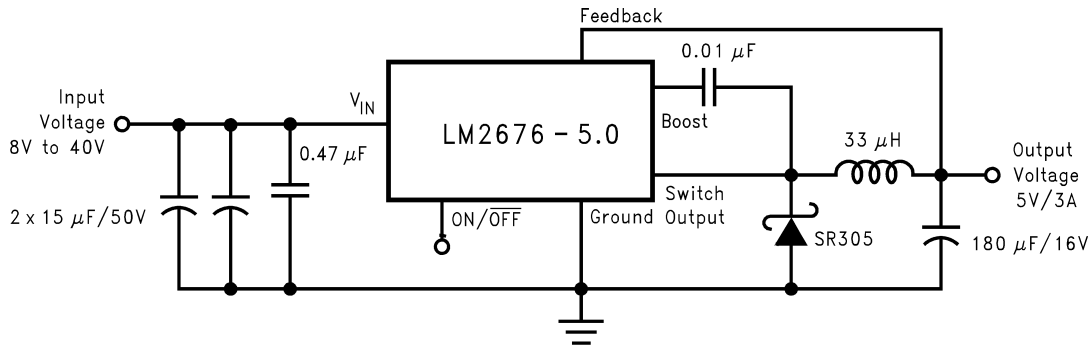 Feedback
0.01 μF
Input
Voltage
8V to 40V
VIN
LM2676 – 5.0
Boost
33 μH
Output
Voltage
5V/3A
0.47 μF
2 x 15 μF/50V
ON/OFF
Ground
Switch
Output
SR305
180 μF/16V